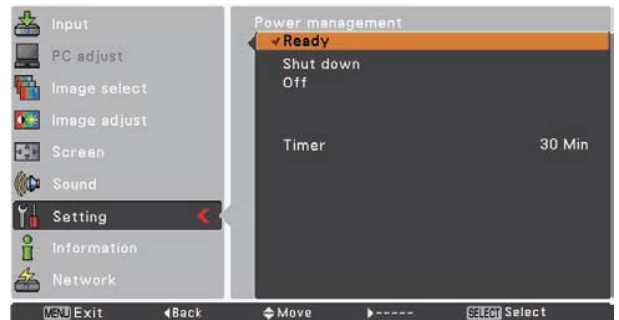 Input
PC adjust
Image select
Image adjust
Screen
Sound
Setting
Information
Network
Power management
✔Ready
Shut down
Off
Timer 30 Min
MENU Exit ◀Back ◆Move ▶----- SELECT Select